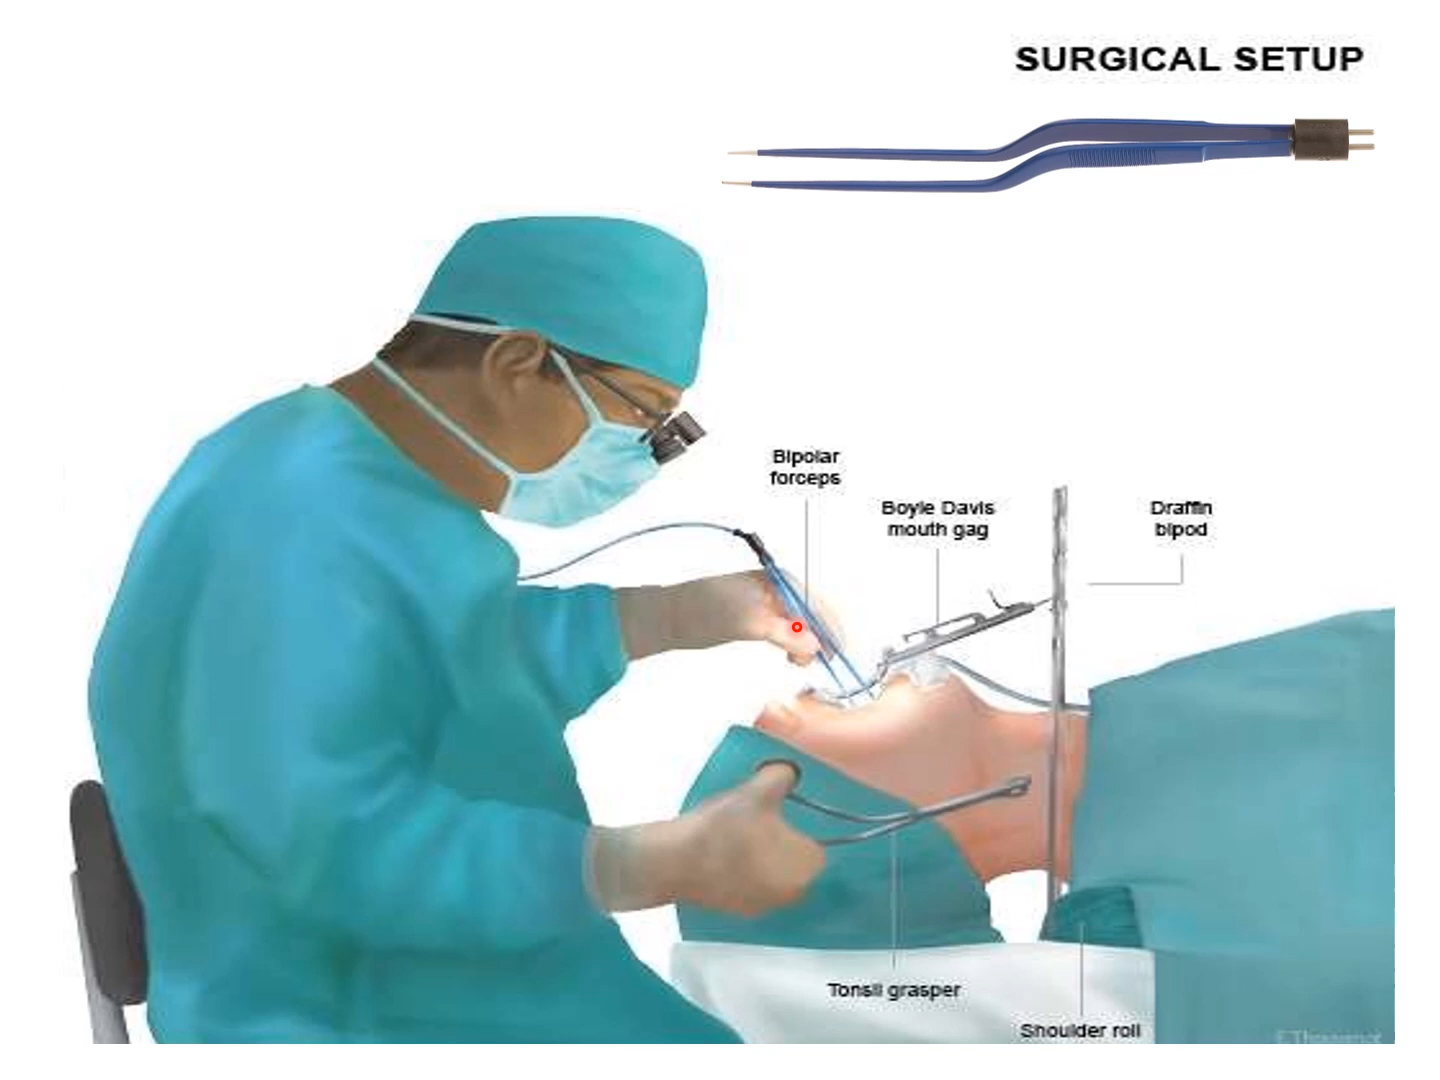 SURGICAL SETUP
Bipolar
forceps
Boyle Davis
mouth gag
Draffin
bipod
Tonsil grasper
Shoulder roll